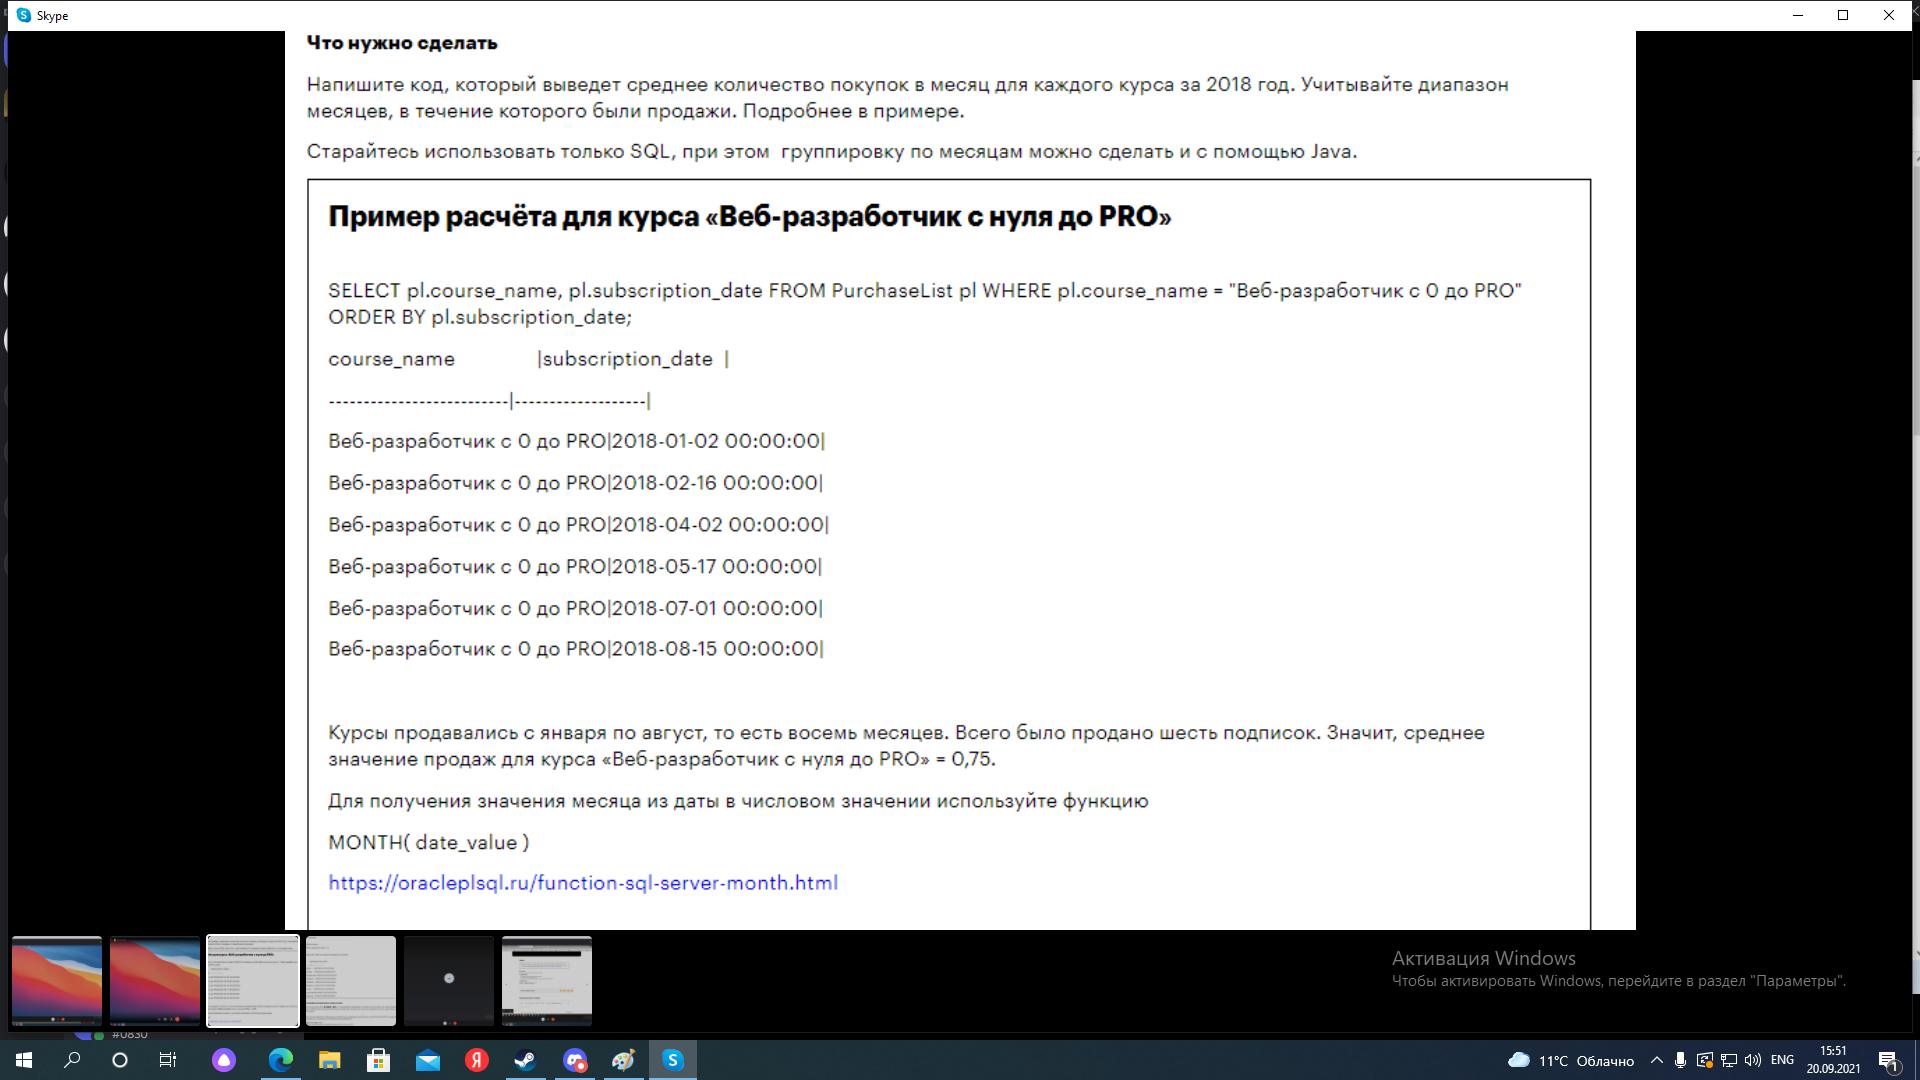 Skype
Что нужно сделать
Напишите код, который выведет среднее количество покупок в месяц для каждого курса за 2018 год. Учитывайте диапазон
месяцев, в течение которого были продажи. Подробнее в примере.
Старайтесь использовать только SQL, при этом группировку по месяцам можно сделать и с помощью Java.
Пример расчёта для курса «Веб-разработчик с нуля до PRO»
SELECT pl.course_name, pl.subscription_date FROM PurchaseList pl WHERE pl.course_name = "Веб-разработчик с 0 до PRO"
ORDER BY pl.subscription_date;
course_name |subscription_date |
--------------------------|-------------------|
Веб-разработчик с 0 до PRO|2018-01-02 00:00:00|
Веб-разработчик с 0 до PRO|2018-02-16 00:00:00|
Веб-разработчик с 0 до PRO|2018-04-02 00:00:00|
Веб-разработчик с 0 до PRO|2018-05-17 00:00:00|
Веб-разработчик с 0 до PRO|2018-07-01 00:00:00|
Веб-разработчик с 0 до PRO|2018-08-15 00:00:00|
Курсы продавались с января по август, то есть восемь месяцев. Всего было продано шесть подписок. Значит, среднее
значение продаж для курса «Веб-разработчик с нуля до PRO» = 0,75.
Для получения значения месяца из даты в числовом значении используйте функцию
MONTH( date_value )
https://oracleplsql.ru/function-sql-server-month.html
Активация Windows
Чтобы активировать Windows, перейдите в раздел "Параметры".
#0830
11°C Облачно
ENG
15:51
20.09.2021
1